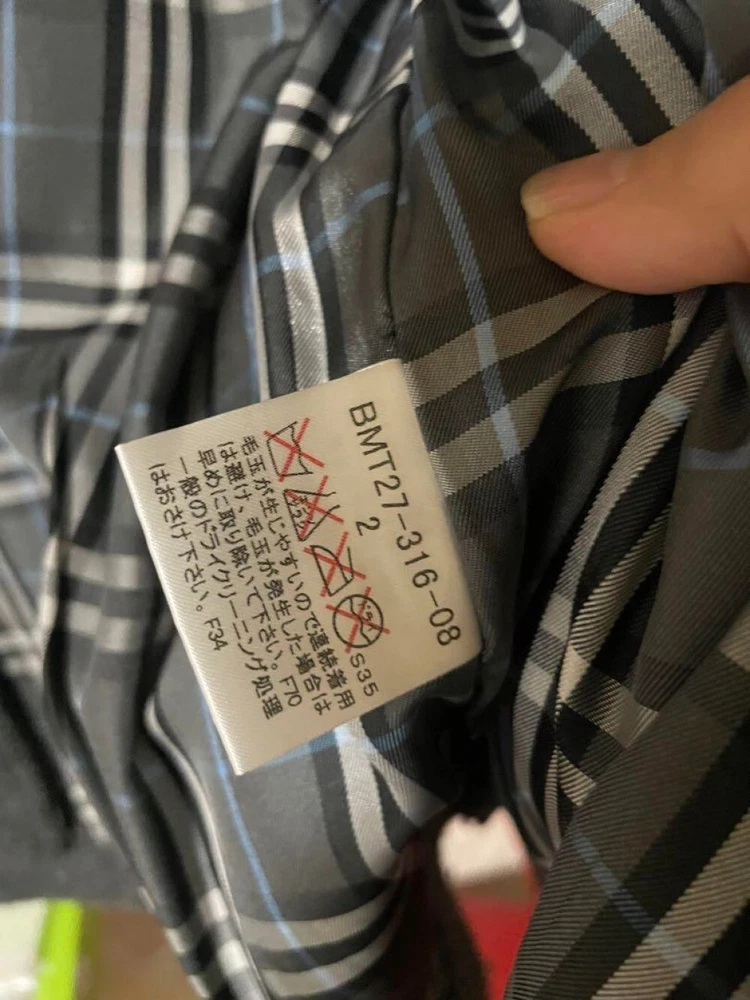 BMT27-316-08
2
S35
毛玉が生じやすいので連続着用
は避け、毛玉が発生した場合は
早めに取り除いて下さい。F70
一般のドライクリーニング処理
はおさけ下さい。F34